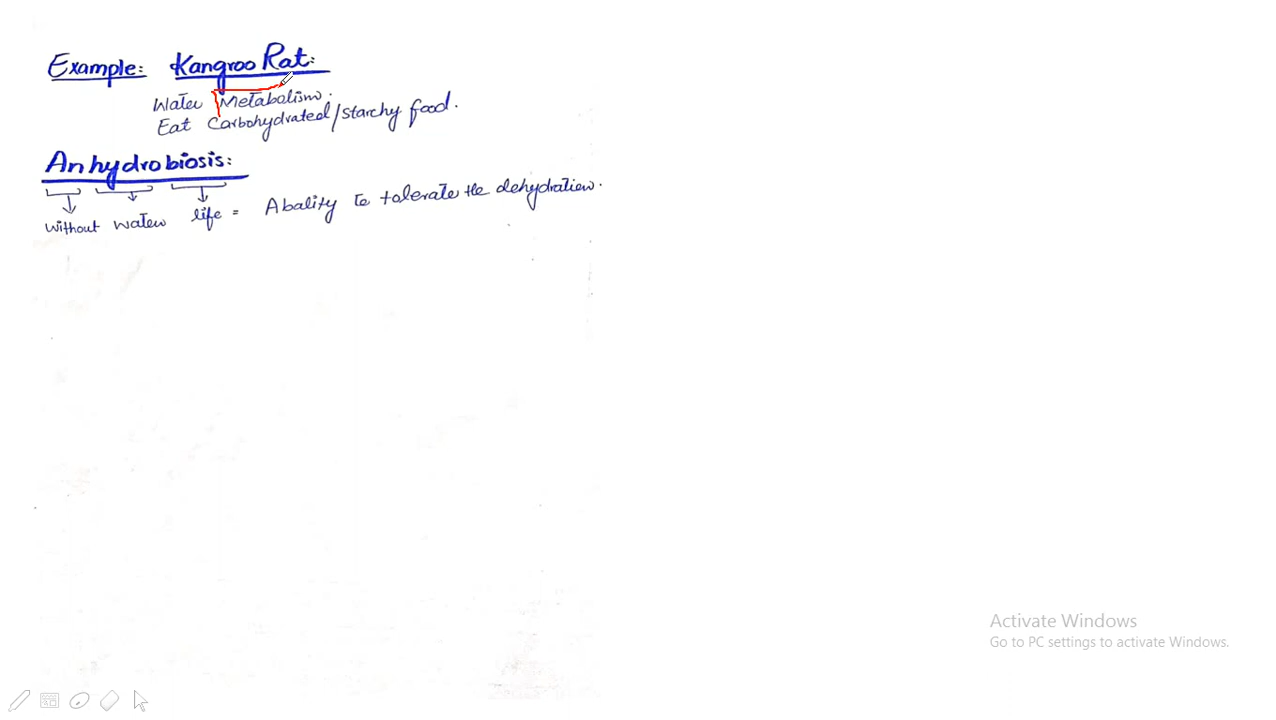 Example: Kangroo Rat:
Water Metabolism.
Eat Carbohydrated/starchy food.
Anhydrobiosis:
without water life = Abality to tolerate the dehydration.
Activate Windows
Go to PC settings to activate Windows.